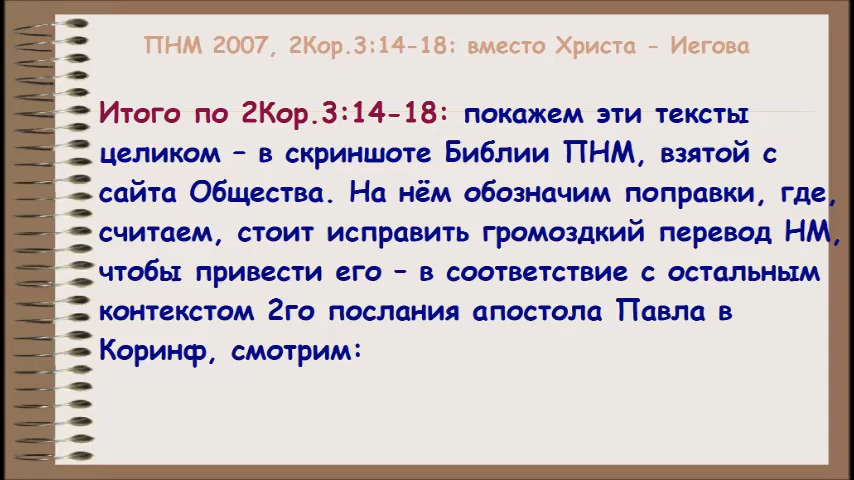 ПНМ 2007, 2Кор.3:14-18: вместо Христа - Иегова
Итого по 2Кор.3:14-18: покажем эти тексты
целиком – в скриншоте Библии ПНМ, взятой с
сайта Общества. На нём обозначим поправки, где,
считаем, стоит исправить громоздкий перевод НМ,
чтобы привести его – в соответствие с остальным
контекстом 2го послания апостола Павла в
Коринф, смотрим: